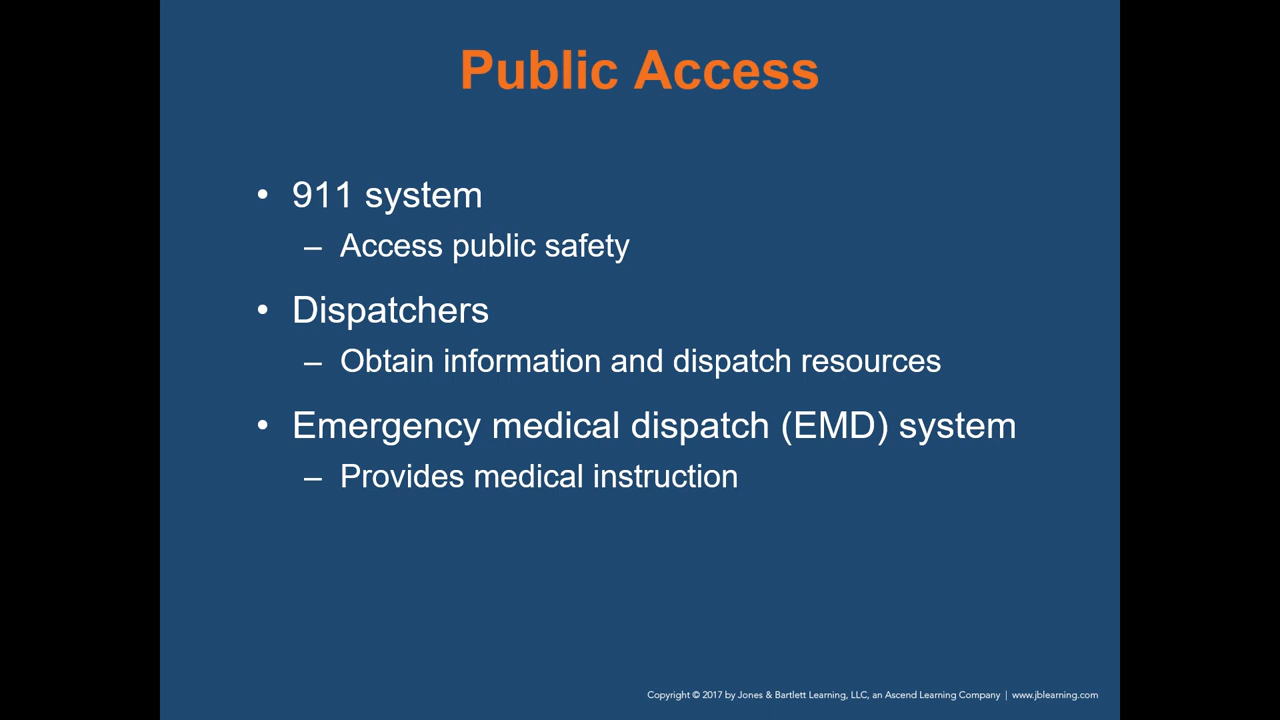 Public Access
• 911 system
– Access public safety
• Dispatchers
– Obtain information and dispatch resources
• Emergency medical dispatch (EMD) system
– Provides medical instruction
Copyright © 2017 by Jones & Bartlett Learning, LLC, an Ascend Learning Company | www.jblearning.com